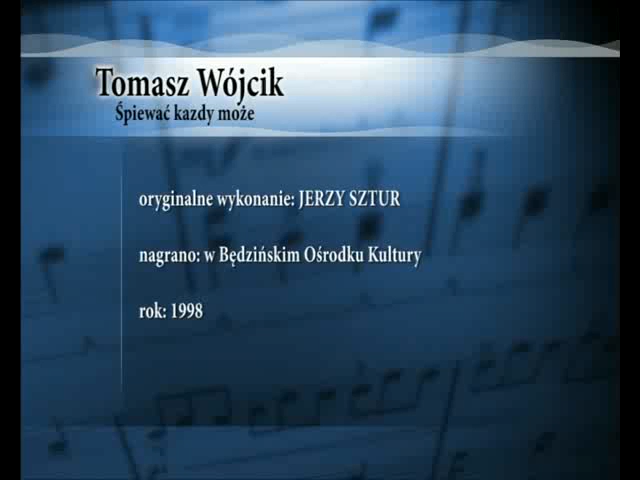 Tomasz Wójcik
Śpiewać kazdy może
oryginalne wykonanie: JERZY SZTUR
nagrano: w Będzińskim Ośrodku Kultury
rok: 1998